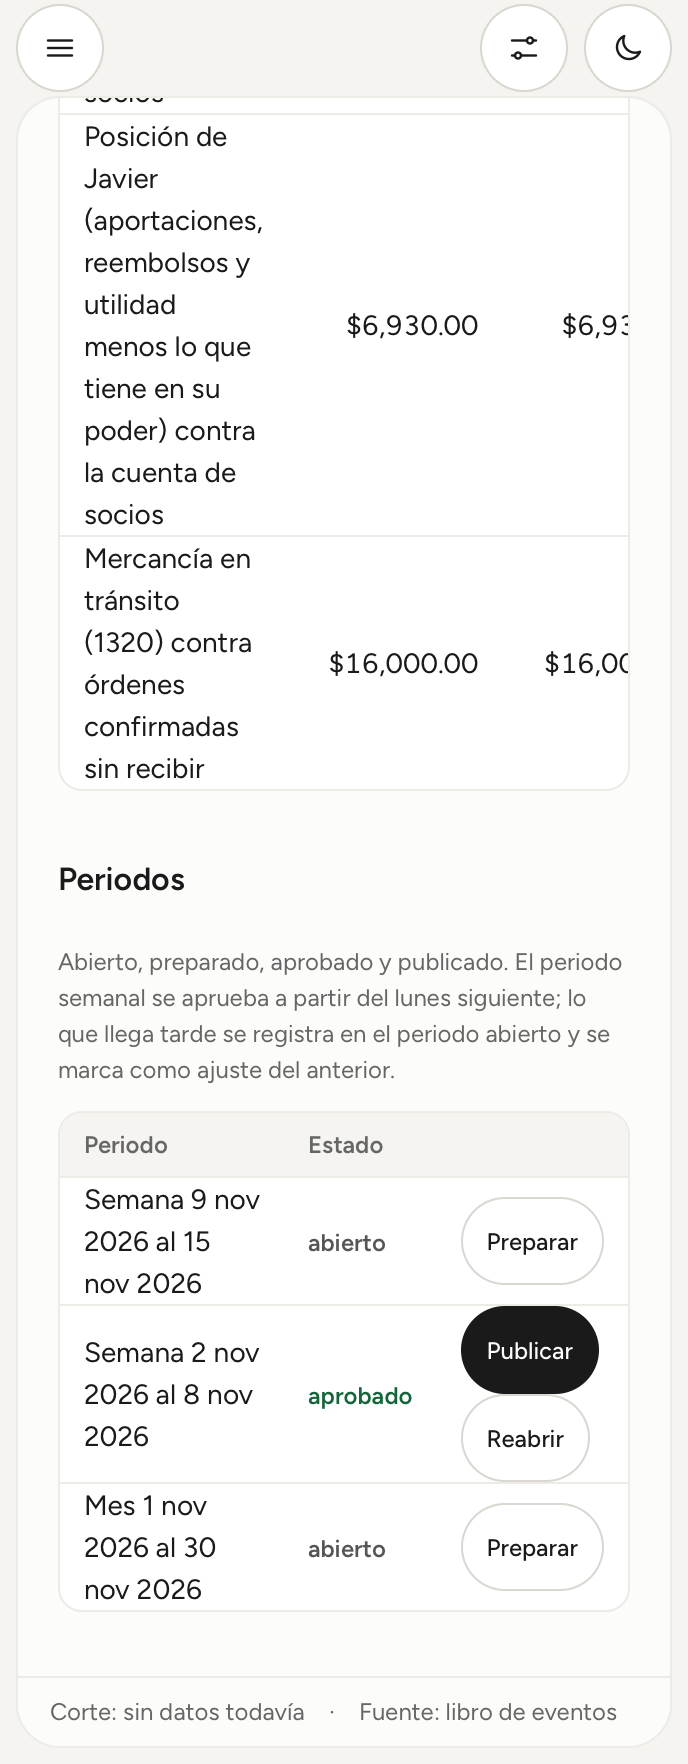 socios
Posición de
Javier
(aportaciones,
reembolsos y
utilidad
menos lo que
tiene en su
poder) contra
la cuenta de
socios
$6,930.00 $6,93
Mercancía en
tránsito
(1320) contra
órdenes
confirmadas
sin recibir
$16,000.00 $16,00
Periodos
Abierto, preparado, aprobado y publicado. El periodo
semanal se aprueba a partir del lunes siguiente; lo
que llega tarde se registra en el periodo abierto y se
marca como ajuste del anterior.
Periodo Estado
Semana 9 nov
2026 al 15
nov 2026
abierto Preparar
Semana 2 nov
2026 al 8 nov
2026
aprobado
Publicar
Reabrir
Mes 1 nov
2026 al 30
nov 2026
abierto Preparar
Corte: sin datos todavía · Fuente: libro de eventos